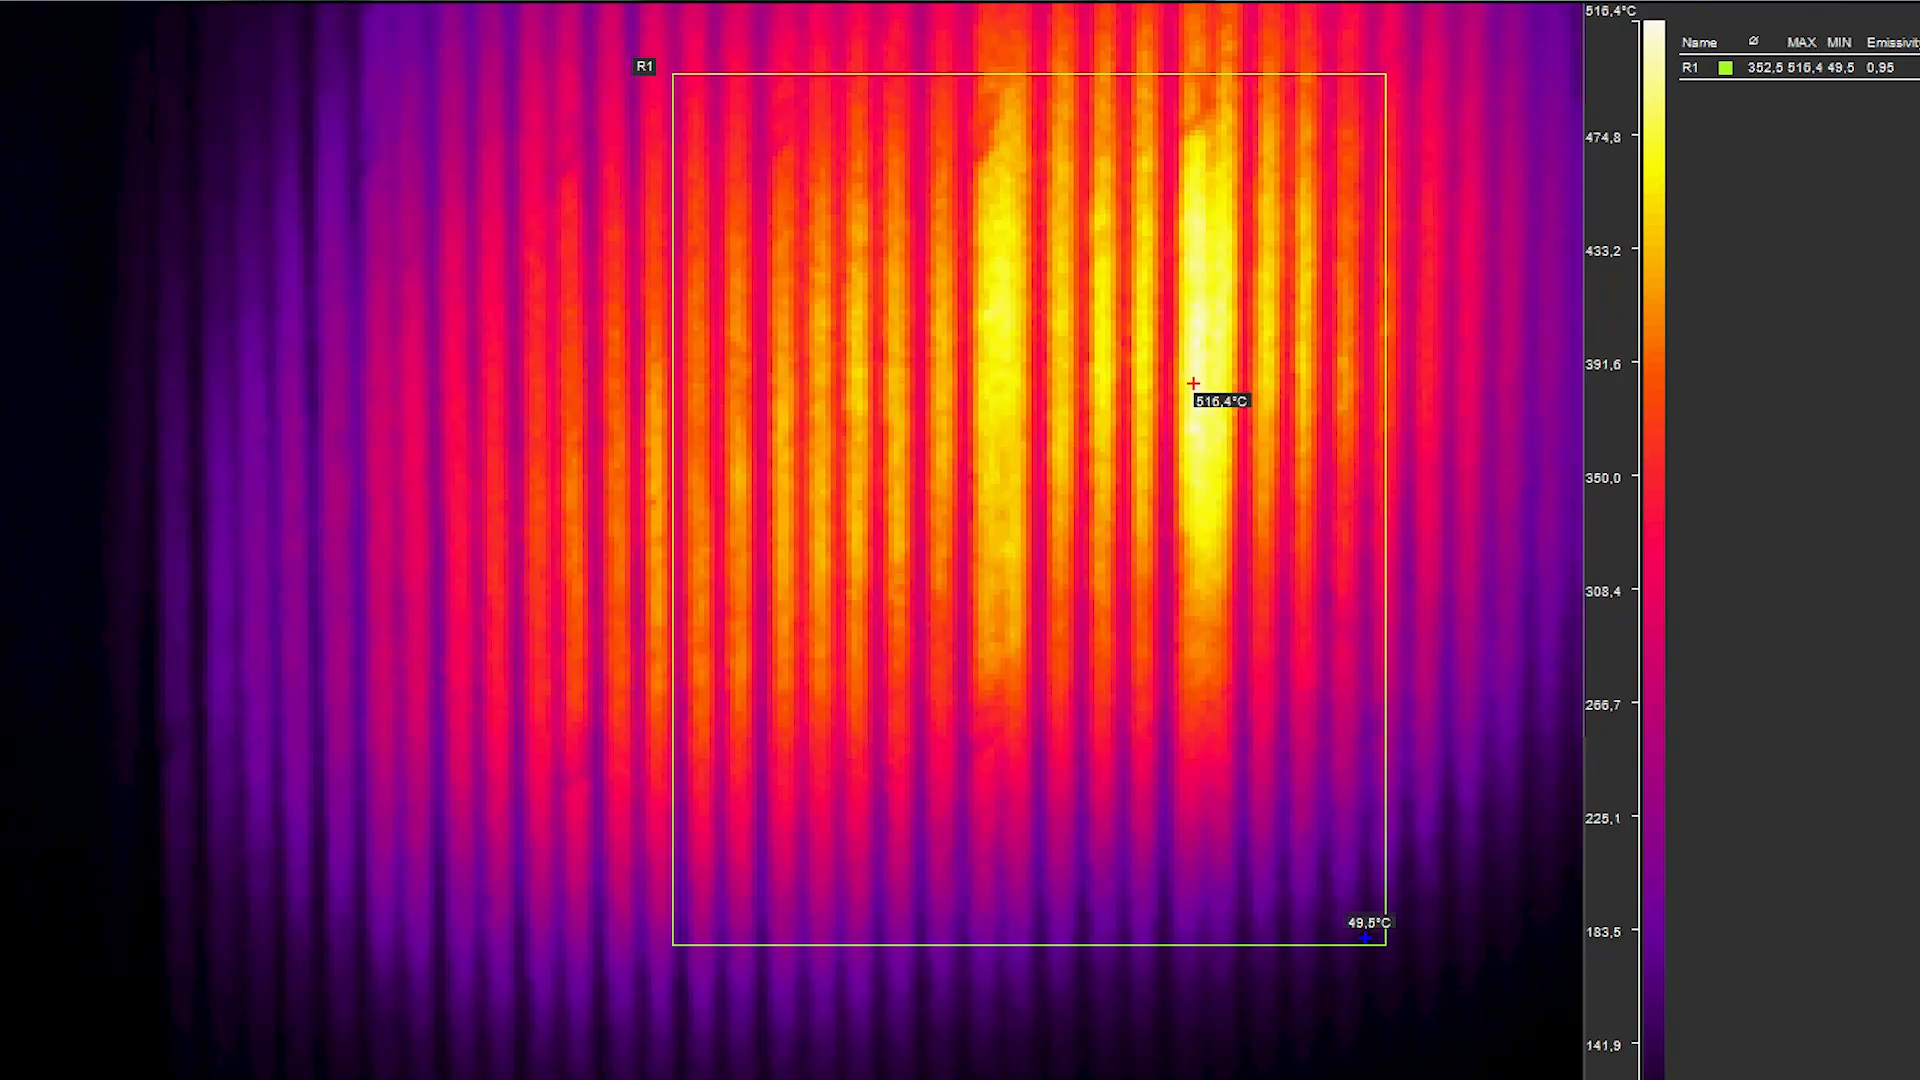 516,4°C
Name ø MAX MIN Emissivity
R1 352,5 516,4 49,5 0,95
R1
474,8
433,2
391,6
516,4°C
350,0
308,4
266,7
225,1
49,5°C
183,5
141,9